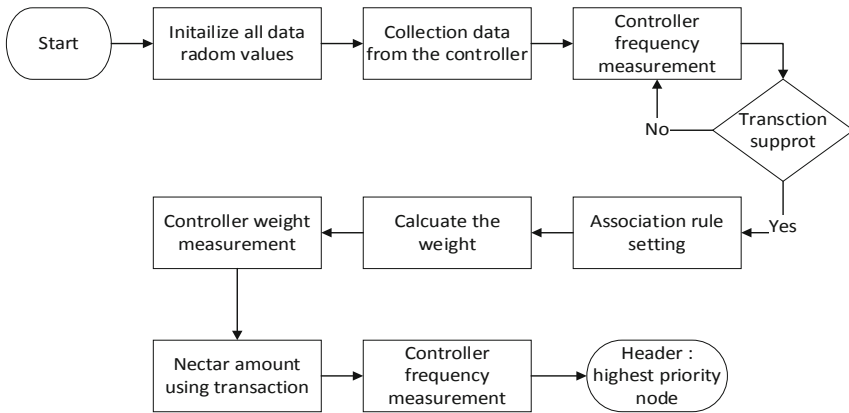 Start
Initailize all data
radom values
Collection data
from the controller
Controller
frequency
measurement
Transction
supprot
No
Yes
Association rule
setting
Calcuate the
weight
Controller weight
measurement
Nectar amount
using transaction
Controller
frequency
measurement
Header :
highest priority
node